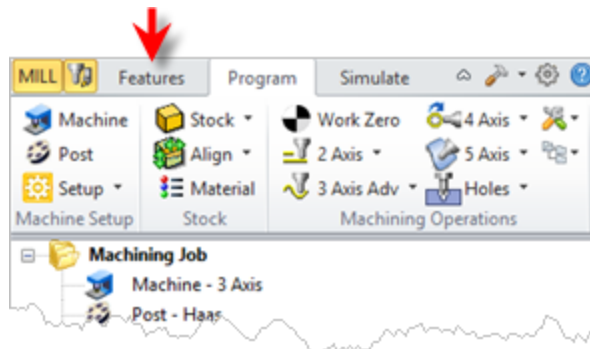 MILL Features Program Simulate
Machine Stock Work Zero 4 Axis
Post Align 2 Axis 5 Axis
Setup Material 3 Axis Adv Holes
Machine Setup Stock Machining Operations
Machining Job
Machine - 3 Axis
Post - Haas